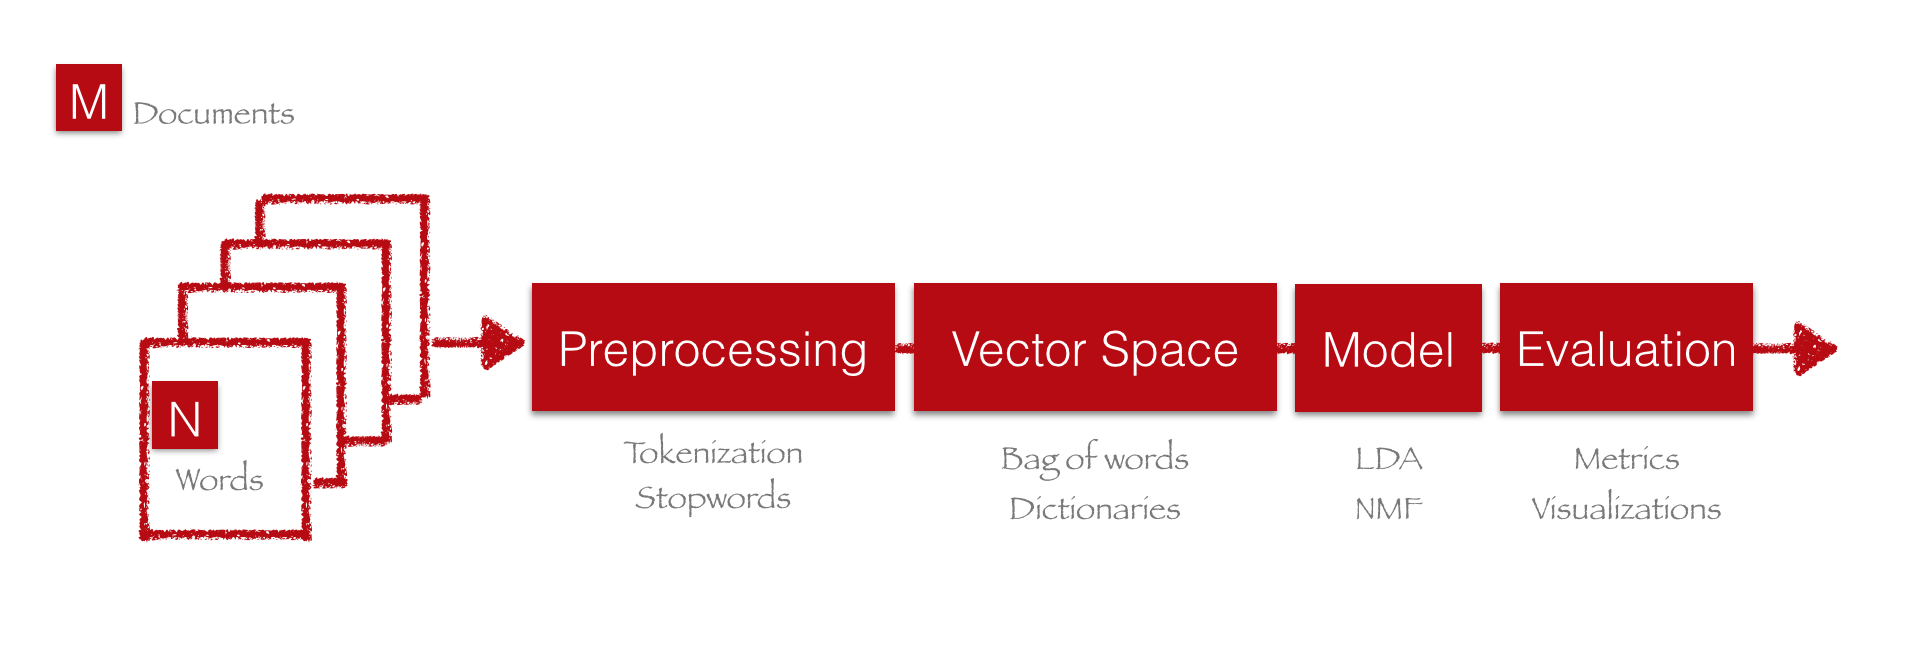 M Documents
N
Words
Preprocessing
Tokenization
Stopwords
Vector Space
Bag of words
Dictionaries
Model
LDA
NMF
Evaluation
Metrics
Visualizations